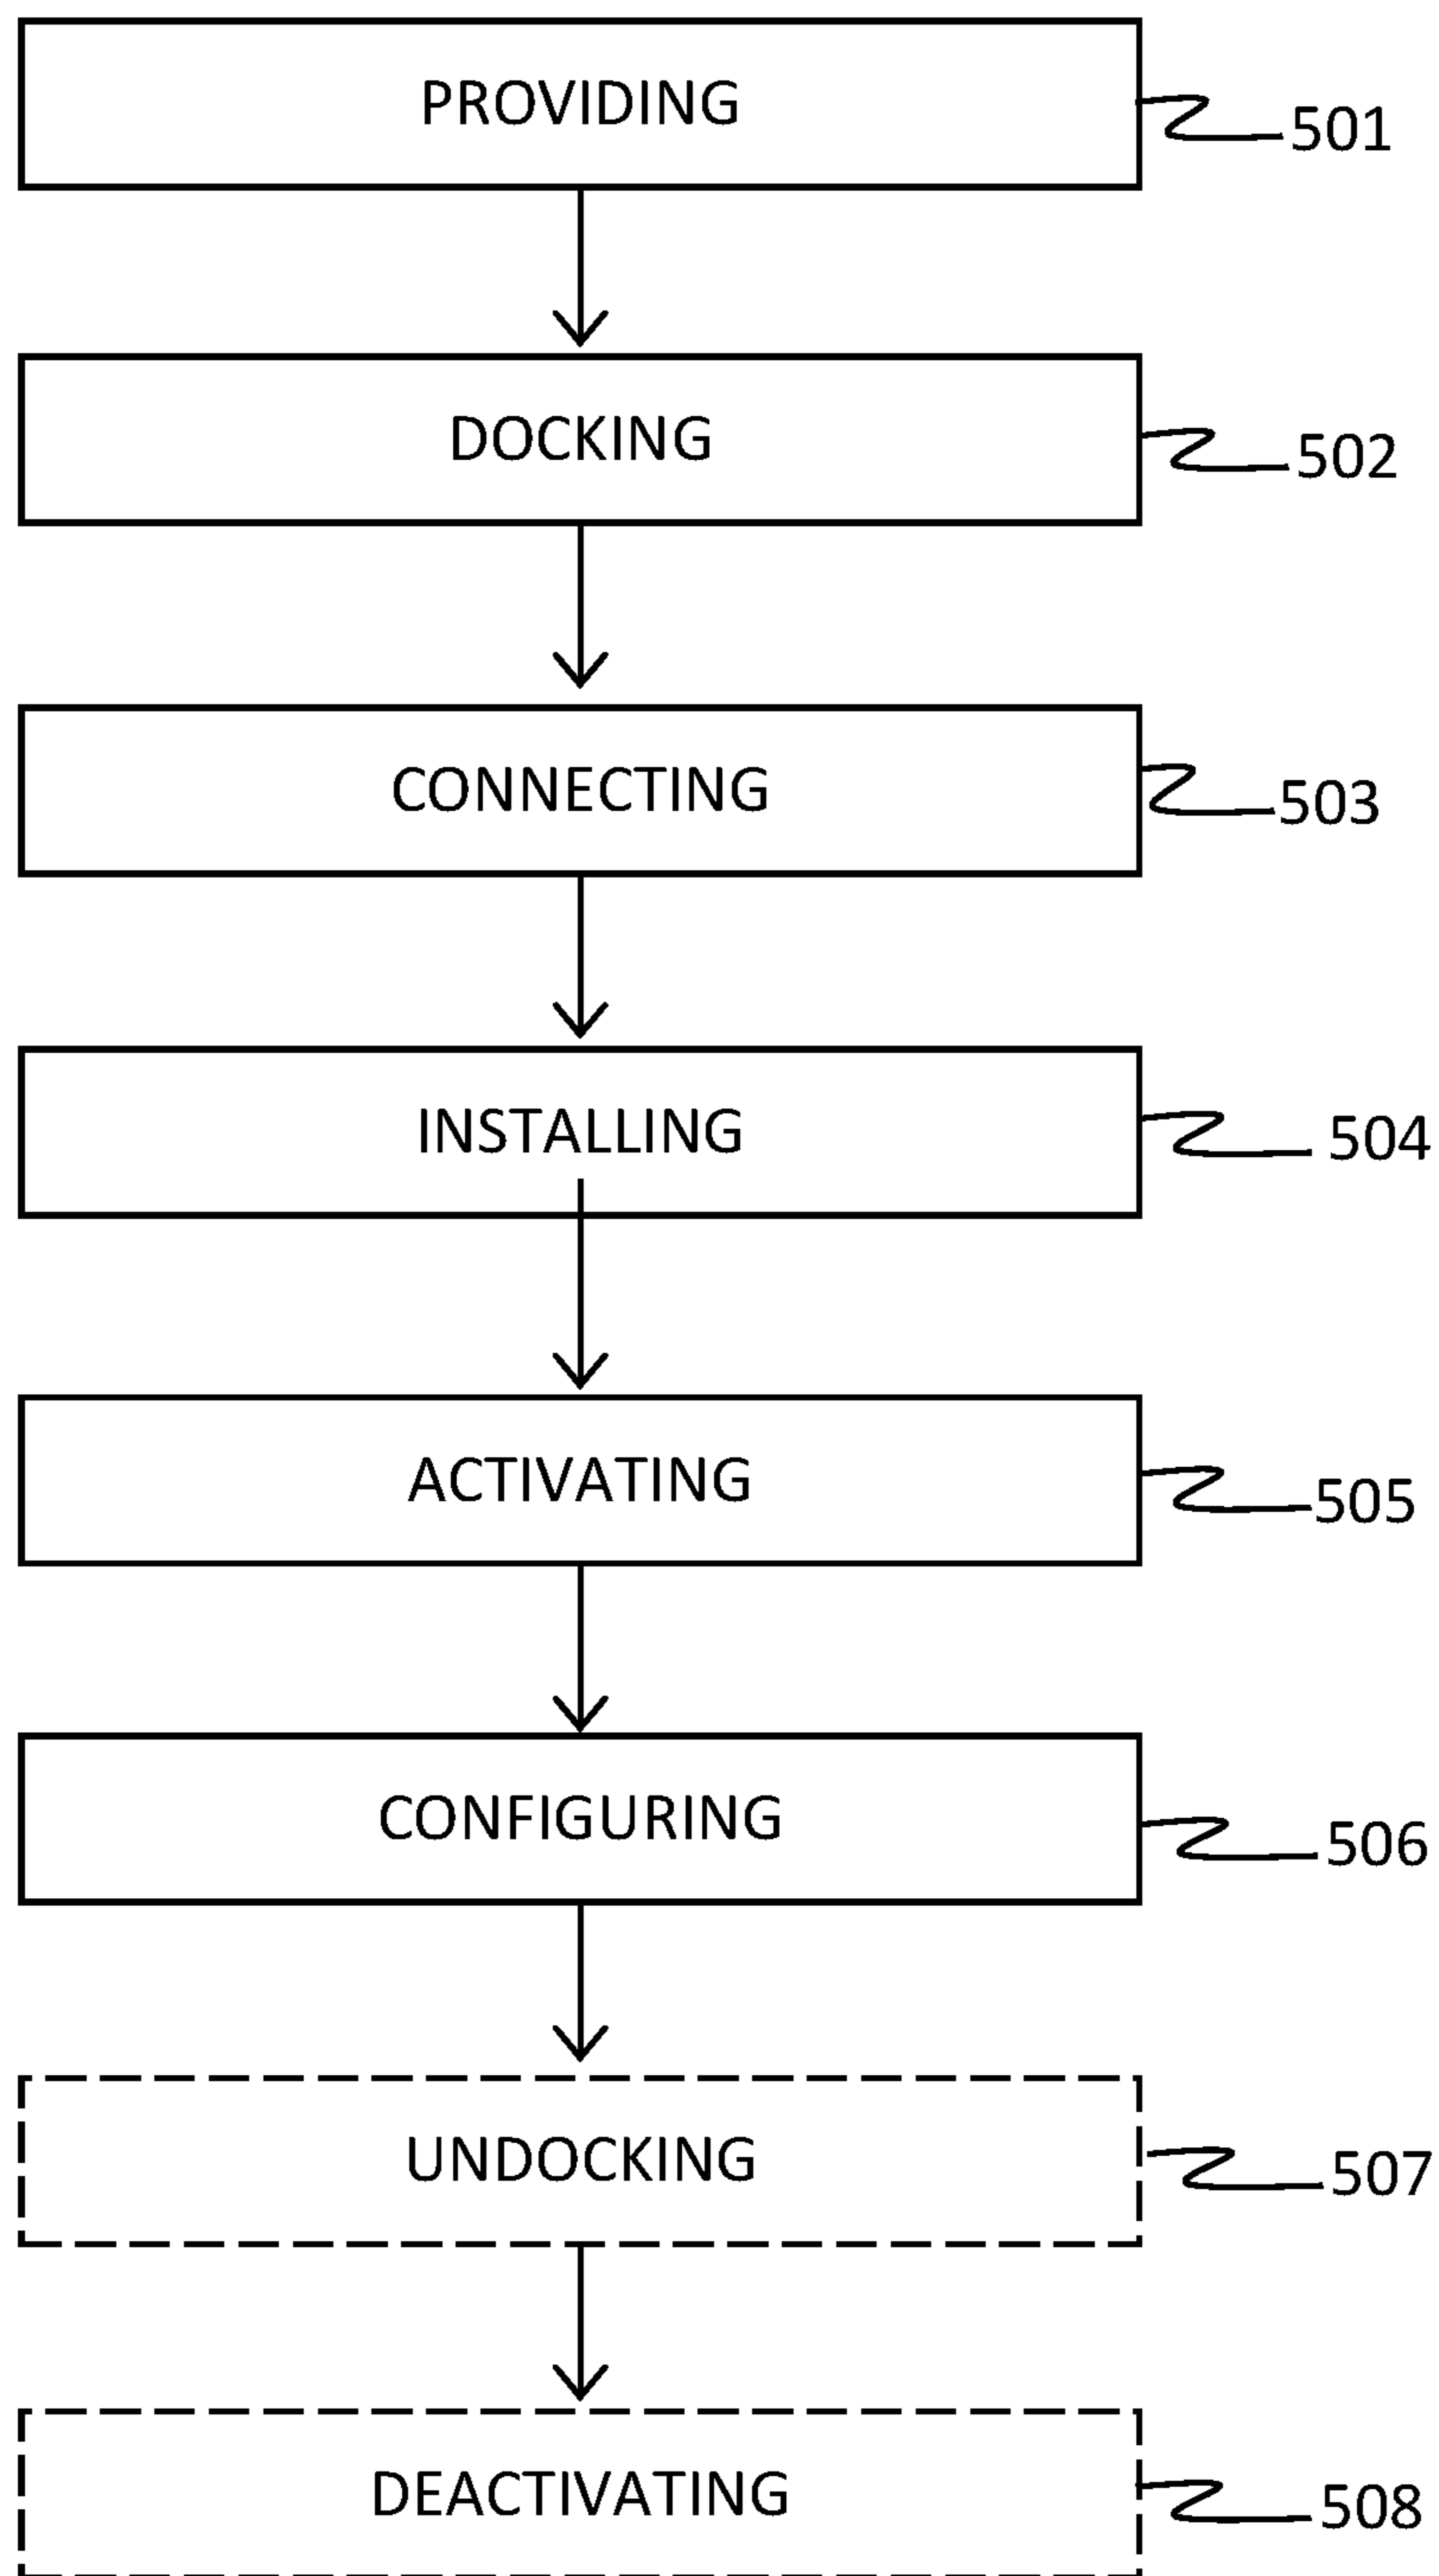 PROVIDING
501
DOCKING
502
CONNECTING
503
INSTALLING
504
ACTIVATING
505
CONFIGURING
506
UNDOCKING
507
DEACTIVATING
508